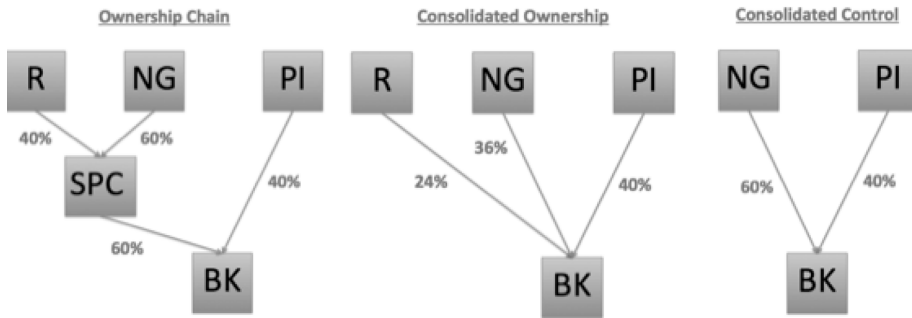 Ownership Chain
Consolidated Ownership
Consolidated Control
R
NG
PI
R
NG
PI
NG
PI
40%
60%
36%
SPC
40%
24%
40%
60%
40%
60%
BK
BK
BK